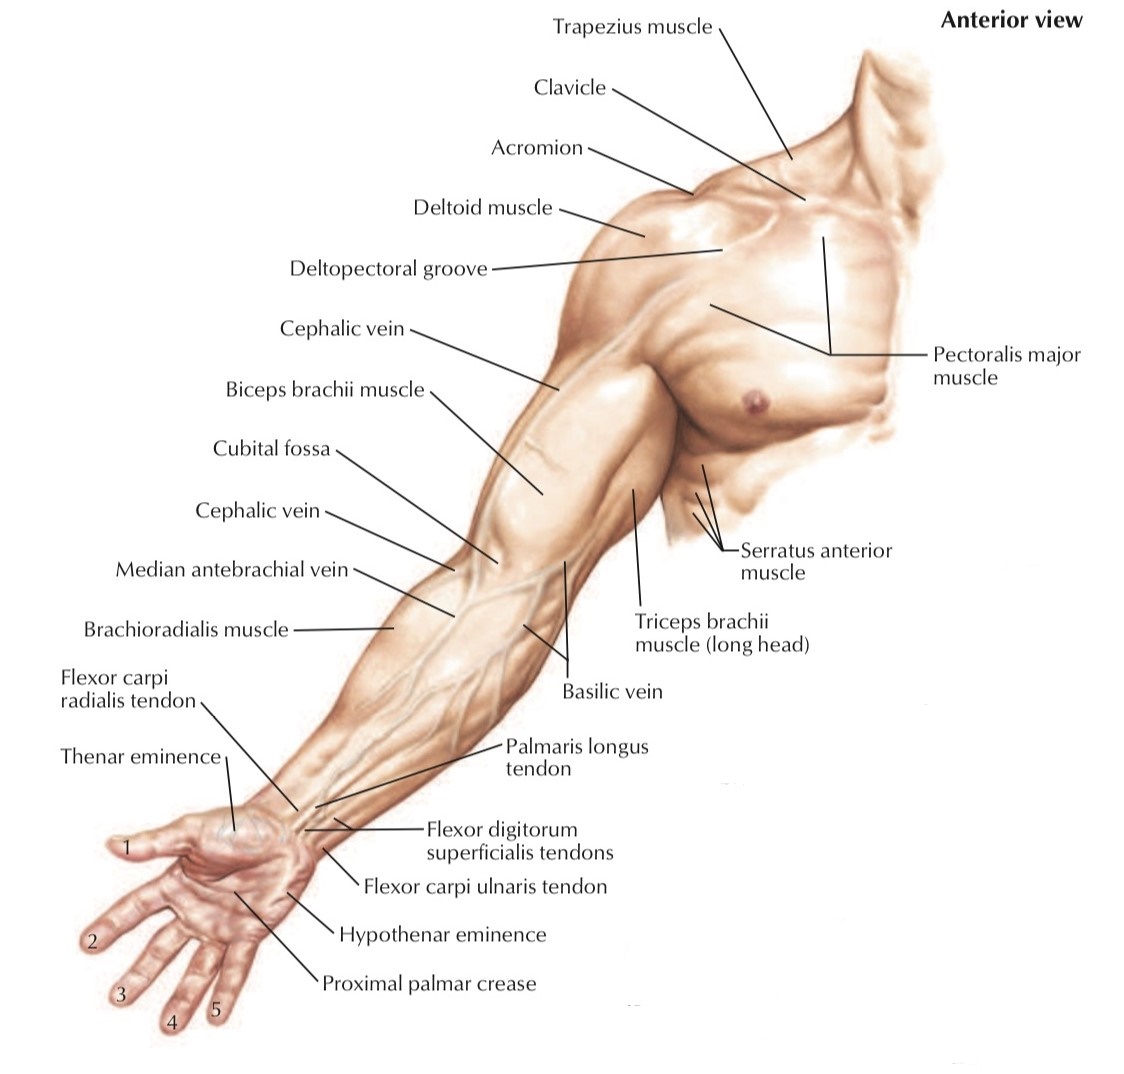 Anterior view
Trapezius muscle
Clavicle
Acromion
Deltoid muscle
Deltopectoral groove
Cephalic vein
Pectoralis major
muscle
Biceps brachii muscle
Cubital fossa
Cephalic vein
Serratus anterior
muscle
Median antebrachial vein
Brachioradialis muscle
Triceps brachii
muscle (long head)
Flexor carpi
radialis tendon
Basilic vein
Thenar eminence
Palmaris longus
tendon
Flexor digitorum
superficialis tendons
Flexor carpi ulnaris tendon
Hypothenar eminence
Proximal palmar crease
1
2
3
4
5